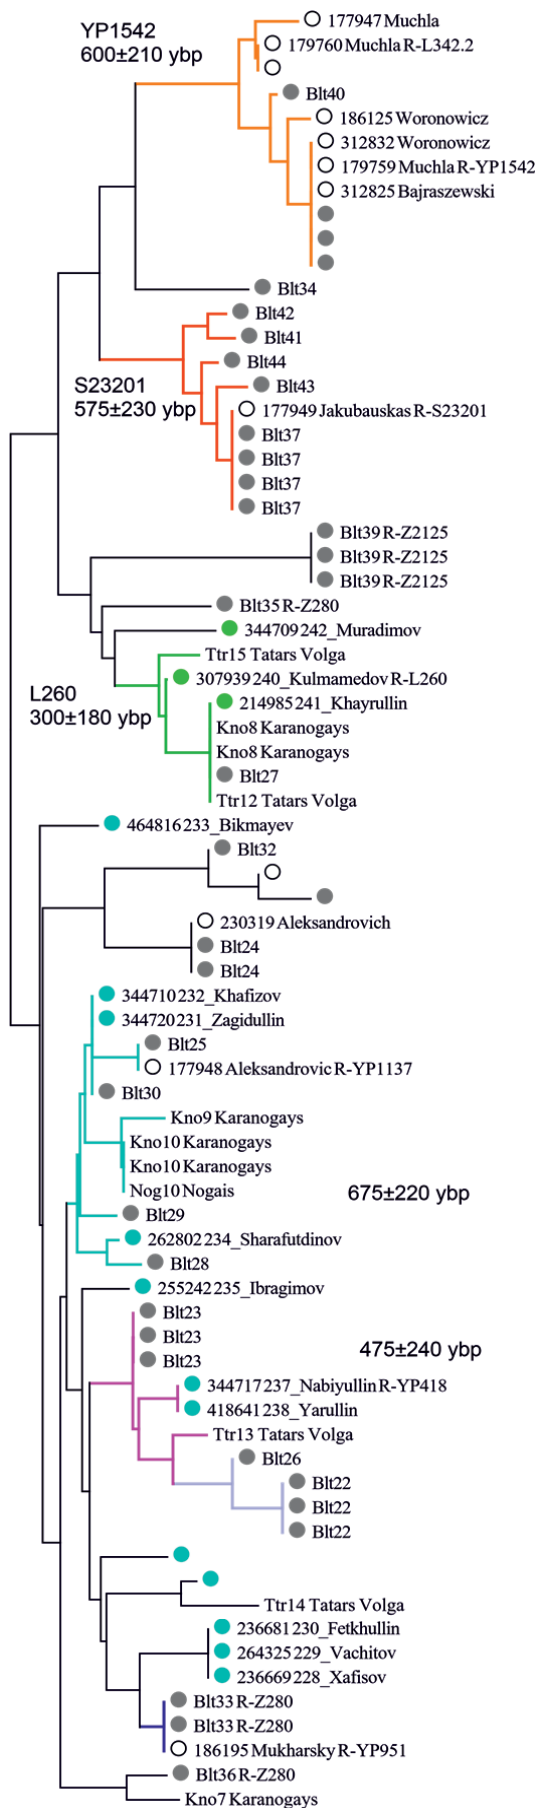 YP1542
600±210 ybp
177947 Muchla
179760 Muchla R-L342.2
Blt40
186125 Woronowicz
312832 Woronowicz
179759 Muchla R-YP1542
312825 Bajraszewski
Blt34
Blt42
Blt41
Blt44
S23201
575±230 ybp
Blt43
177949 Jakubauskas R-S23201
Blt37
Blt37
Blt37
Blt37
Blt39 R-Z2125
Blt39 R-Z2125
Blt39 R-Z2125
Blt35 R-Z280
344709 242_Muradimov
Ttr15 Tatars Volga
307939 240_Kulmamedov R-L260
L260
300±180 ybp
214985 241_Khayrullin
Kno8 Karanogays
Kno8 Karanogays
Blt27
Ttr12 Tatars Volga
464816 233_Bikmayev
Blt32
230319 Aleksandrovich
Blt24
Blt24
344710 232_Khafizov
344720 231_Zagidullin
Blt25
177948 Aleksandrovic R-YP1137
Blt30
Kno9 Karanogays
Kno10 Karanogays
Kno10 Karanogays
Nog10 Nogais
675±220 ybp
Blt29
262802 234_Sharafutdinov
Blt28
255242 235_Ibragimov
Blt23
Blt23
475±240 ybp
Blt23
344717 237_Nabiyullin R-YP418
418641 238_Yarullin
Ttr13 Tatars Volga
Blt26
Blt22
Blt22
Blt22
Ttr14 Tatars Volga
236681 230_Fetkhullin
264325 229_Vachitov
236669 228_Xafisov
Blt33 R-Z280
Blt33 R-Z280
186195 Mukharsky R-YP951
Blt36 R-Z280
Kno7 Karanogays